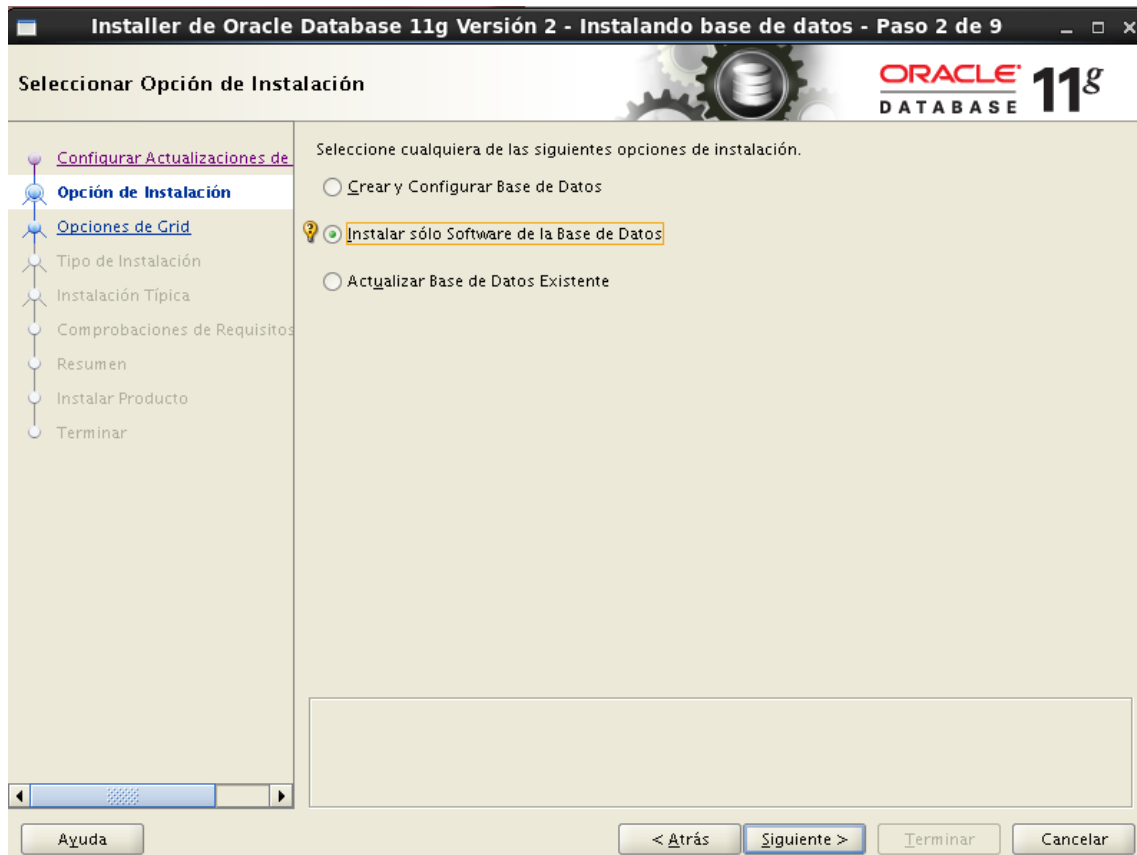 Installer de Oracle Database 11g Versión 2 - Instalando base de datos - Paso 2 de 9
Seleccionar Opción de Instalación
ORACLE
DATABASE
11g
Configurar Actualizaciones de
Opción de Instalación
Opciones de Grid
Tipo de Instalación
Instalación Típica
Comprobaciones de Requisitos
Resumen
Instalar Producto
Terminar
Seleccione cualquiera de las siguientes opciones de instalación.
Crear y Configurar Base de Datos
Instalar sólo Software de la Base de Datos
Actualizar Base de Datos Existente
Ayuda
< Atrás
Siguiente >
Terminar
Cancelar